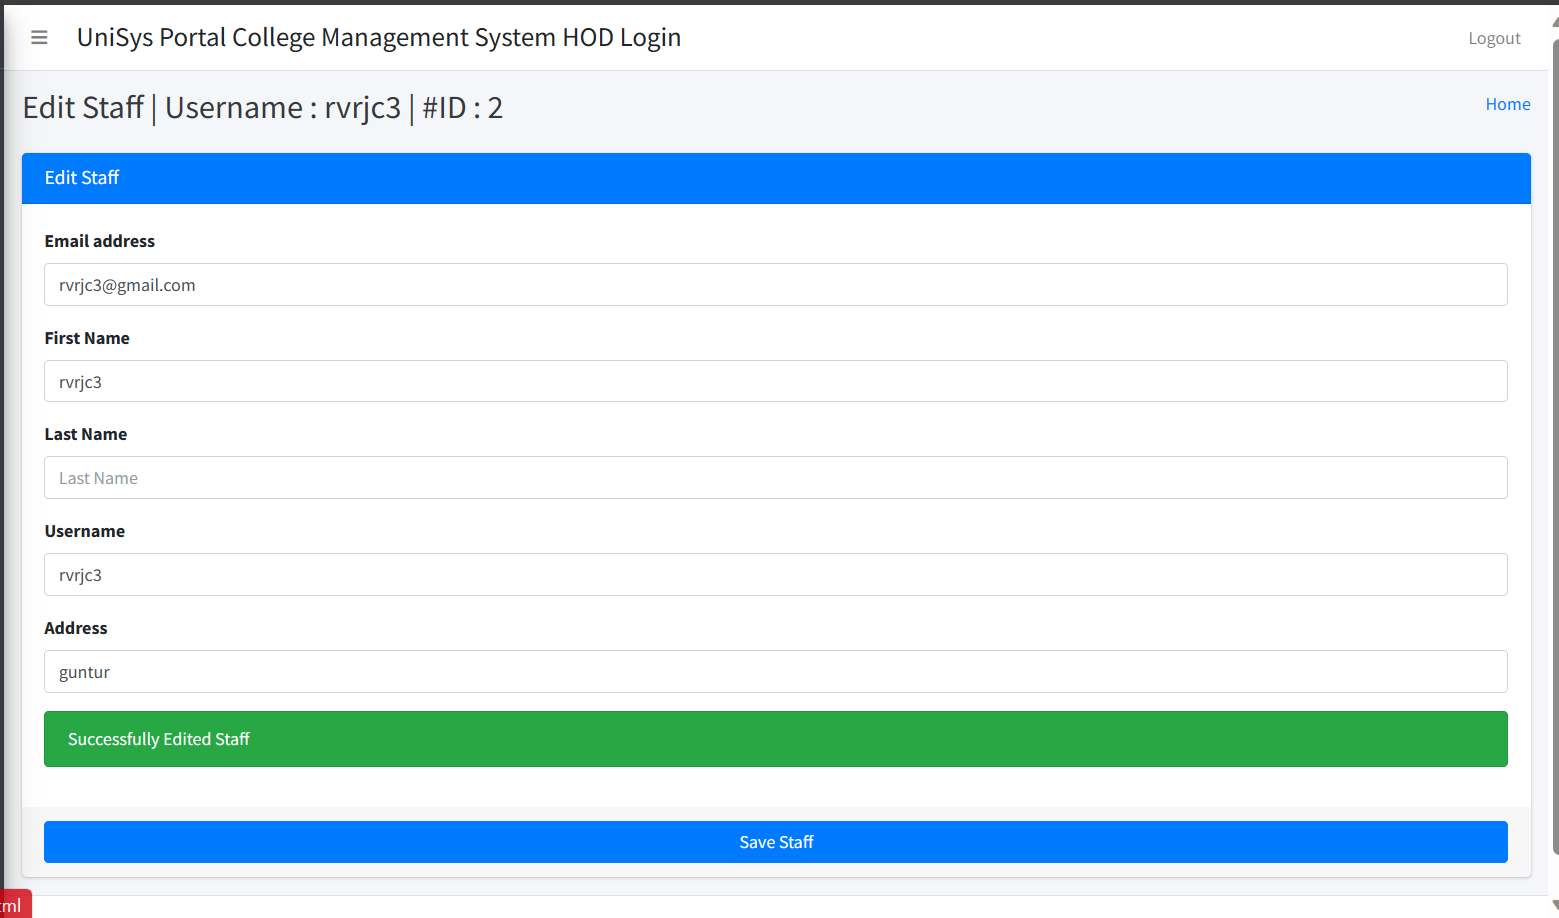 UniSys Portal College Management System HOD Login
Logout
Edit Staff | Username : rvrjc3 | #ID : 2
Home
Edit Staff
Email address
rvrjc3@gmail.com
First Name
rvrjc3
Last Name
Last Name
Username
rvrjc3
Address
guntur
Successfully Edited Staff
Save Staff